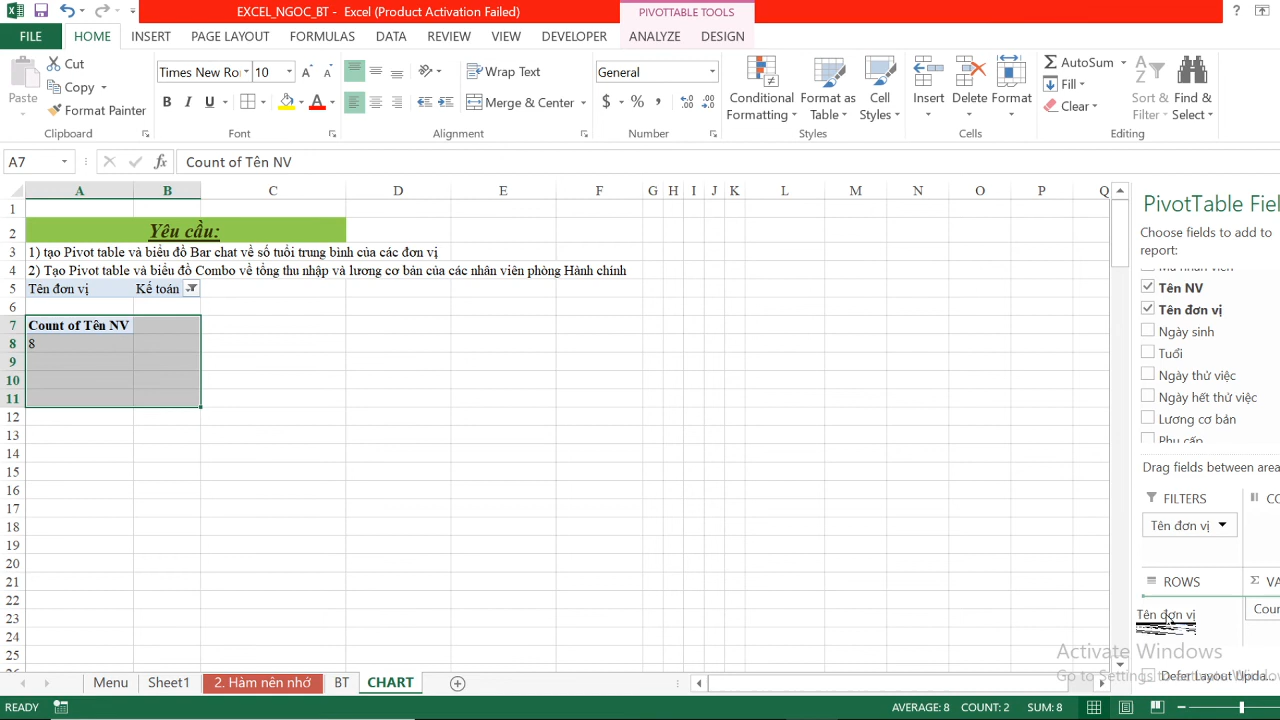 EXCEL_NGOC_BT - Excel (Product Activation Failed)
PIVOTTABLE TOOLS
?
FILE HOME INSERT PAGE LAYOUT FORMULAS DATA REVIEW VIEW DEVELOPER ANALYZE DESIGN
Paste
Cut
Copy
Format Painter
Clipboard
Times New Ro 10
B I U
Font
Wrap Text
Merge & Center
Alignment
General
$ % ,
Number
Conditional Formatting
Format as Table
Cell Styles
Styles
Insert Delete Format
Cells
AutoSum
Fill
Clear
Sort & Filter
Find & Select
Editing
A7
fx
Count of Tên NV
A B C D E F G H I J K L M N O P Q
1
2 Yêu cầu:
3 1) tạo Pivot table và biểu đồ Bar chat về số tuổi trung bình của các đơn vị
4 2) Tạo Pivot table và biểu đồ Combo về tổng thu nhập và lương cơ bản của các nhân viên phòng Hành chính
5 Tên đơn vị Kế toán
6
7 Count of Tên NV
8 8
9
10
11
12
13
14
15
16
17
18
19
20
21
22
23
24
25
PivotTable Fiel
Choose fields to add to
report:
Tên NV
Tên đơn vị
Ngày sinh
Tuổi
Ngày thử việc
Ngày hết thử việc
Lương cơ bản
Phụ cấp
Drag fields between area
FILTERS
CO
Tên đơn vị
ROWS
Σ VA
Tên đơn vị
Coun
Activate Windows
Go to Settings to activate Windows.
Defer Layout Upda...
Menu Sheet1 2. Hàm nên nhớ BT CHART
READY
AVERAGE: 8 COUNT: 2 SUM: 8